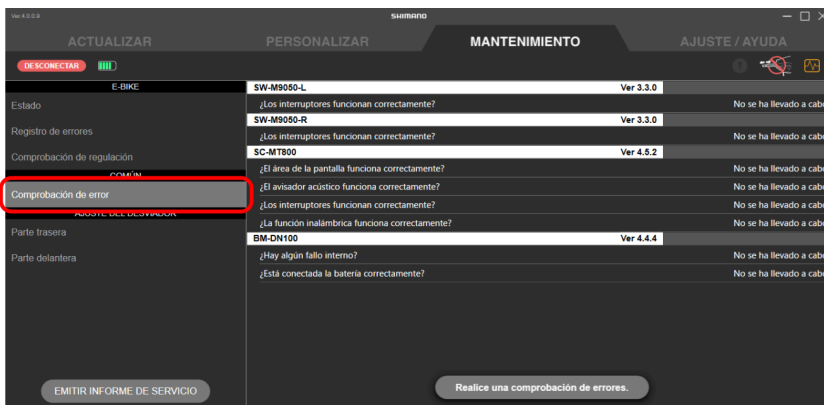 Ver.4.0.0.9
SHIMANO
ACTUALIZAR PERSONALIZAR MANTENIMIENTO AJUSTE / AYUDA
DESCONECTAR
E-BIKE
Estado
Registro de errores
Comprobación de regulación
COMÚN
Comprobación de error
AJUSTE DEL DESVIADOR
Parte trasera
Parte delantera
EMITIR INFORME DE SERVICIO
SW-M9050-L Ver 3.3.0
¿Los interruptores funcionan correctamente? No se ha llevado a cabo
SW-M9050-R Ver 3.3.0
¿Los interruptores funcionan correctamente? No se ha llevado a cabo
SC-MT800 Ver 4.5.2
¿El área de la pantalla funciona correctamente? No se ha llevado a cabo
¿El avisador acústico funciona correctamente? No se ha llevado a cabo
¿Los interruptores funcionan correctamente? No se ha llevado a cabo
¿La función inalámbrica funciona correctamente? No se ha llevado a cabo
BM-DN100 Ver 4.4.4
¿Hay algún fallo interno? No se ha llevado a cabo
¿Está conectada la batería correctamente? No se ha llevado a cabo
Realice una comprobación de errores.